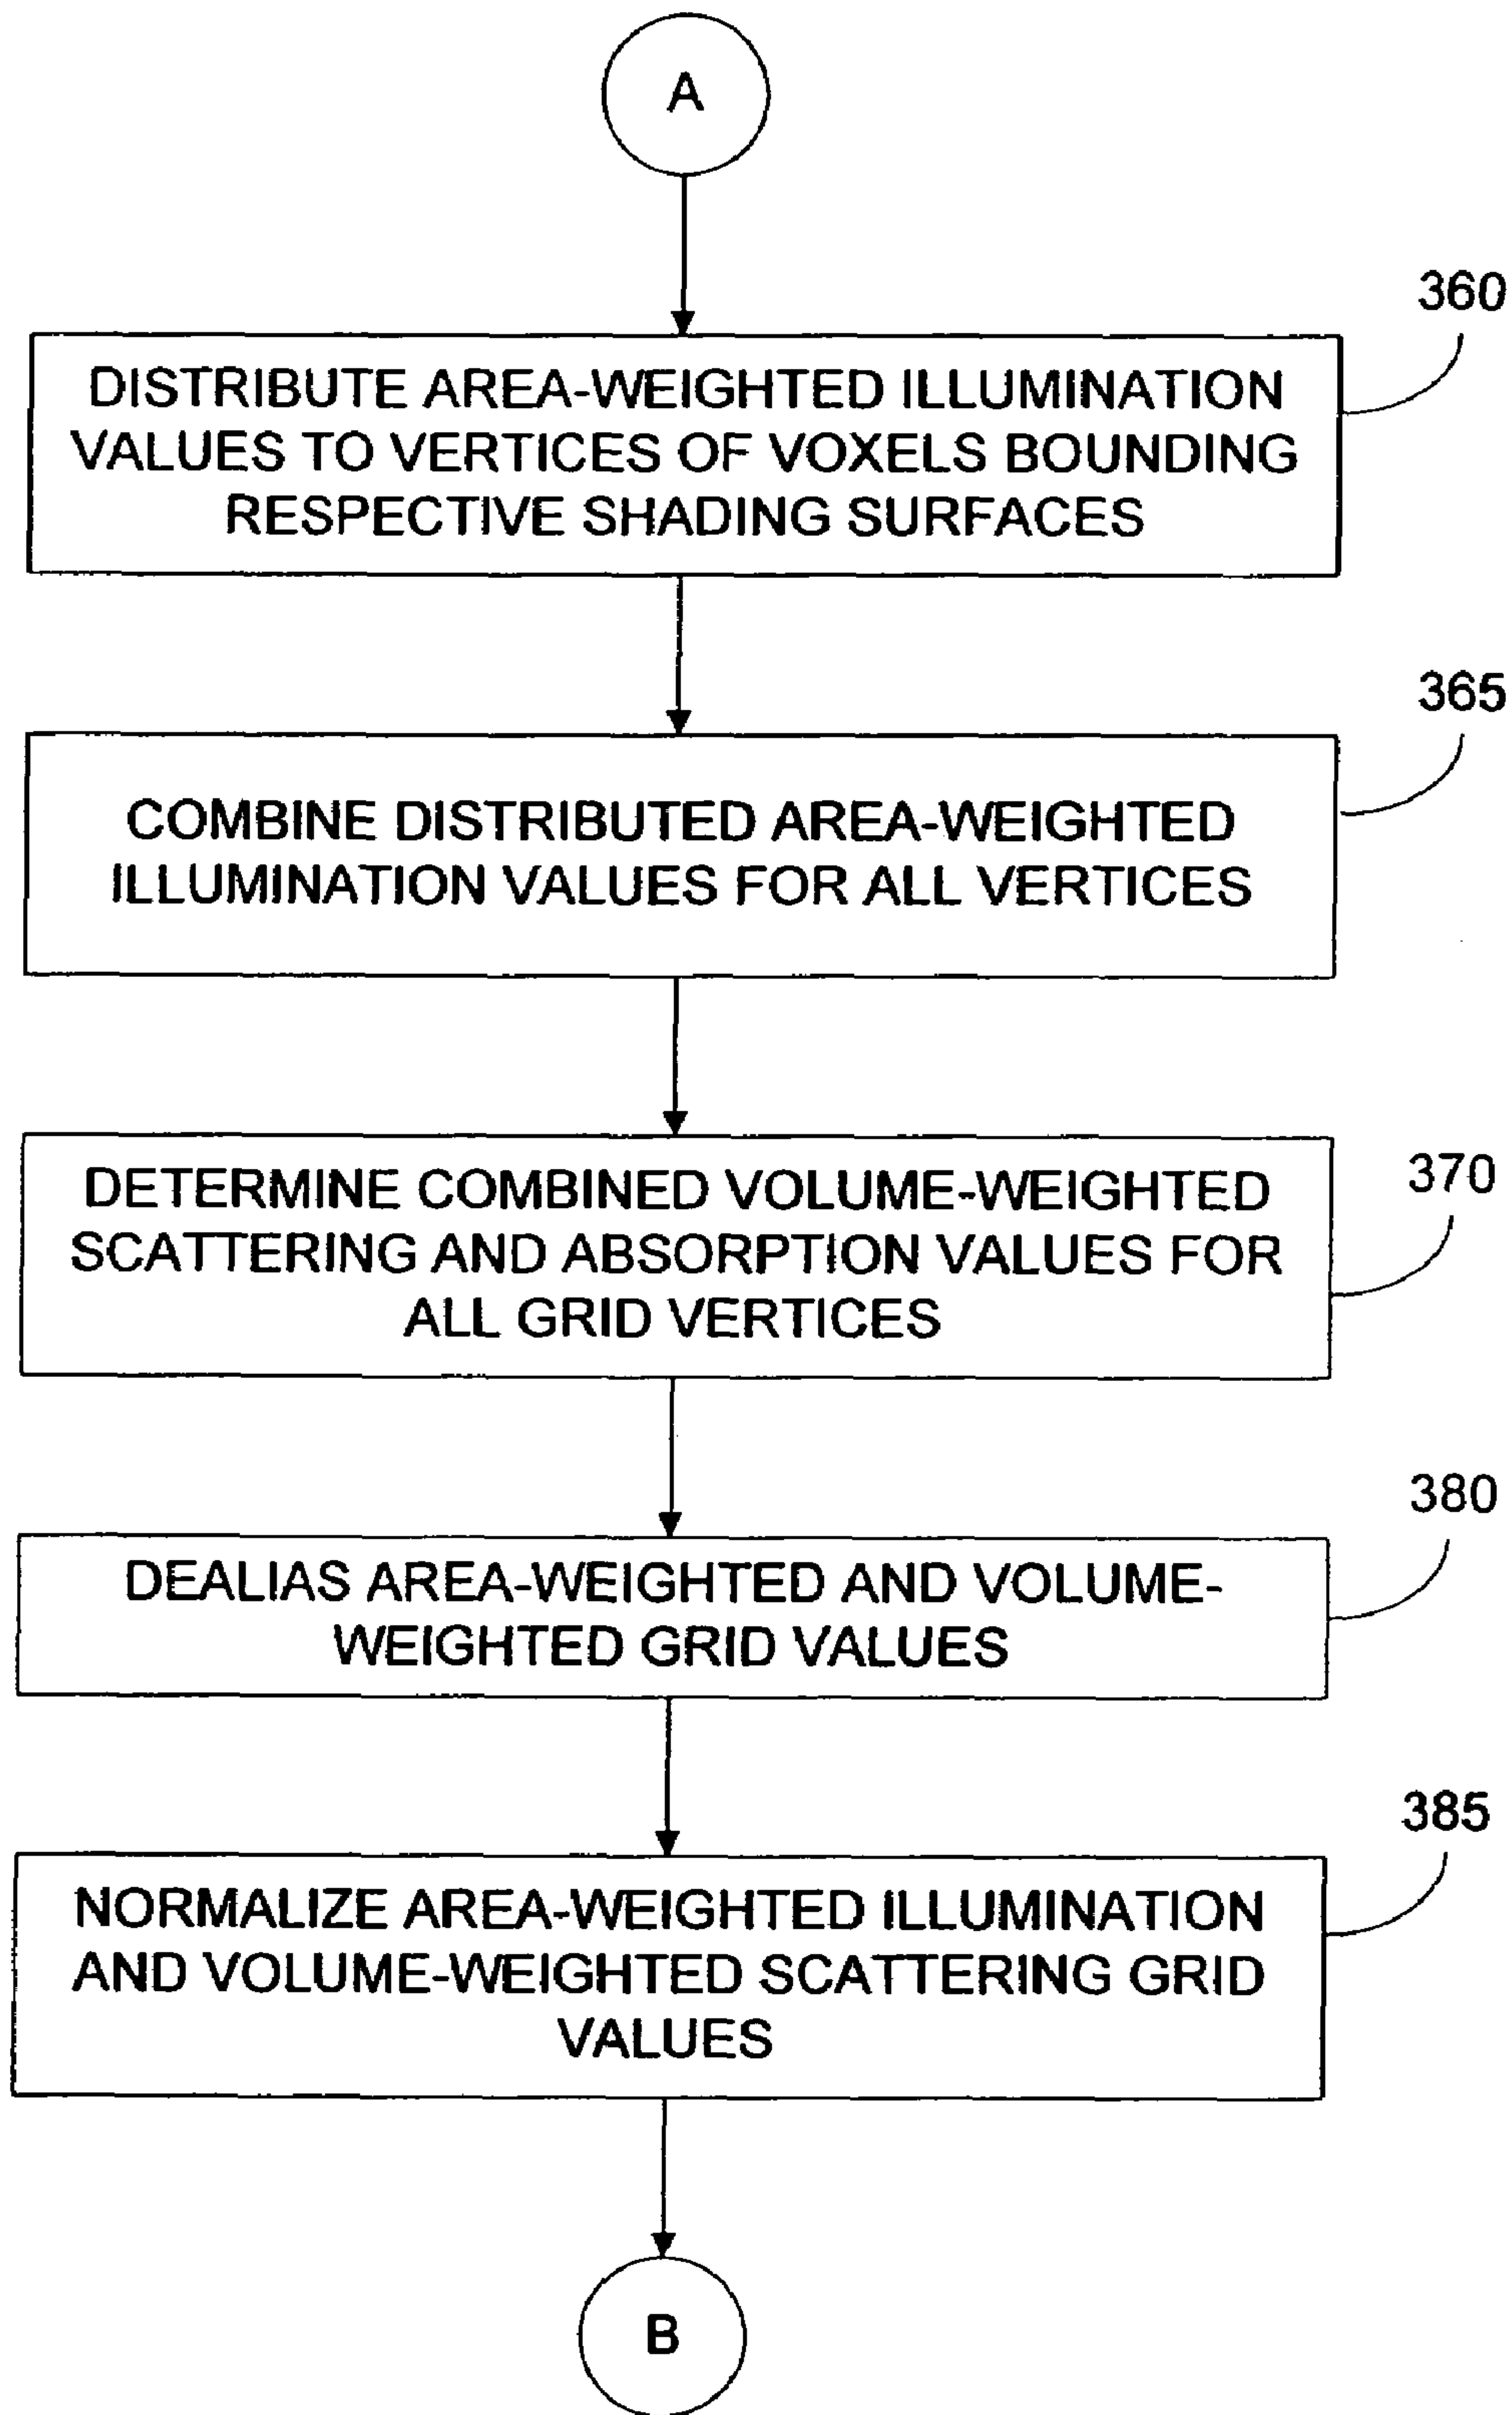 A
360
DISTRIBUTE AREA-WEIGHTED ILLUMINATION
VALUES TO VERTICES OF VOXELS BOUNDING
RESPECTIVE SHADING SURFACES
365
COMBINE DISTRIBUTED AREA-WEIGHTED
ILLUMINATION VALUES FOR ALL VERTICES
370
DETERMINE COMBINED VOLUME-WEIGHTED
SCATTERING AND ABSORPTION VALUES FOR
ALL GRID VERTICES
380
DEALIAS AREA-WEIGHTED AND VOLUME-
WEIGHTED GRID VALUES
385
NORMALIZE AREA-WEIGHTED ILLUMINATION
AND VOLUME-WEIGHTED SCATTERING GRID
VALUES
B